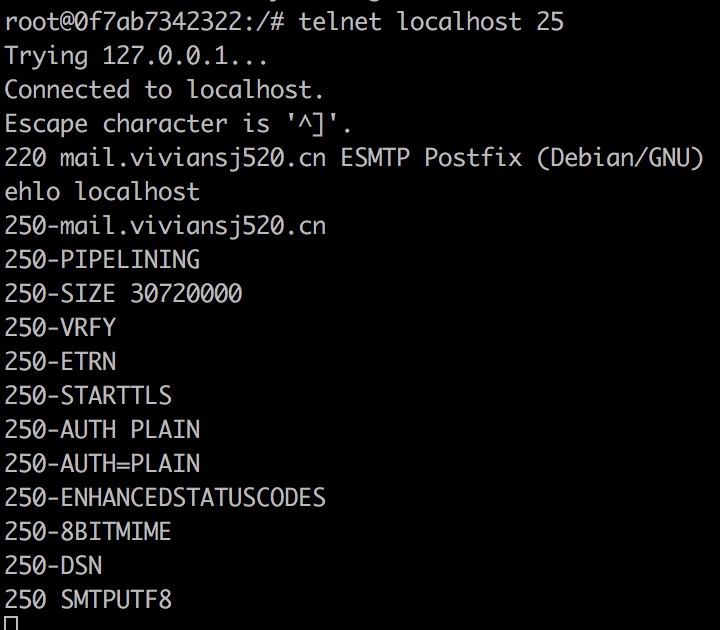 root@0f7ab7342322:/# telnet localhost 25
Trying 127.0.0.1...
Connected to localhost.
Escape character is '^]'.
220 mail.viviansj520.cn ESMTP Postfix (Debian/GNU)
ehlo localhost
250-mail.viviansj520.cn
250-PIPELINING
250-SIZE 30720000
250-VRFY
250-ETRN
250-STARTTLS
250-AUTH PLAIN
250-AUTH=PLAIN
250-ENHANCEDSTATUSCODES
250-8BITMIME
250-DSN
250 SMTPUTF8